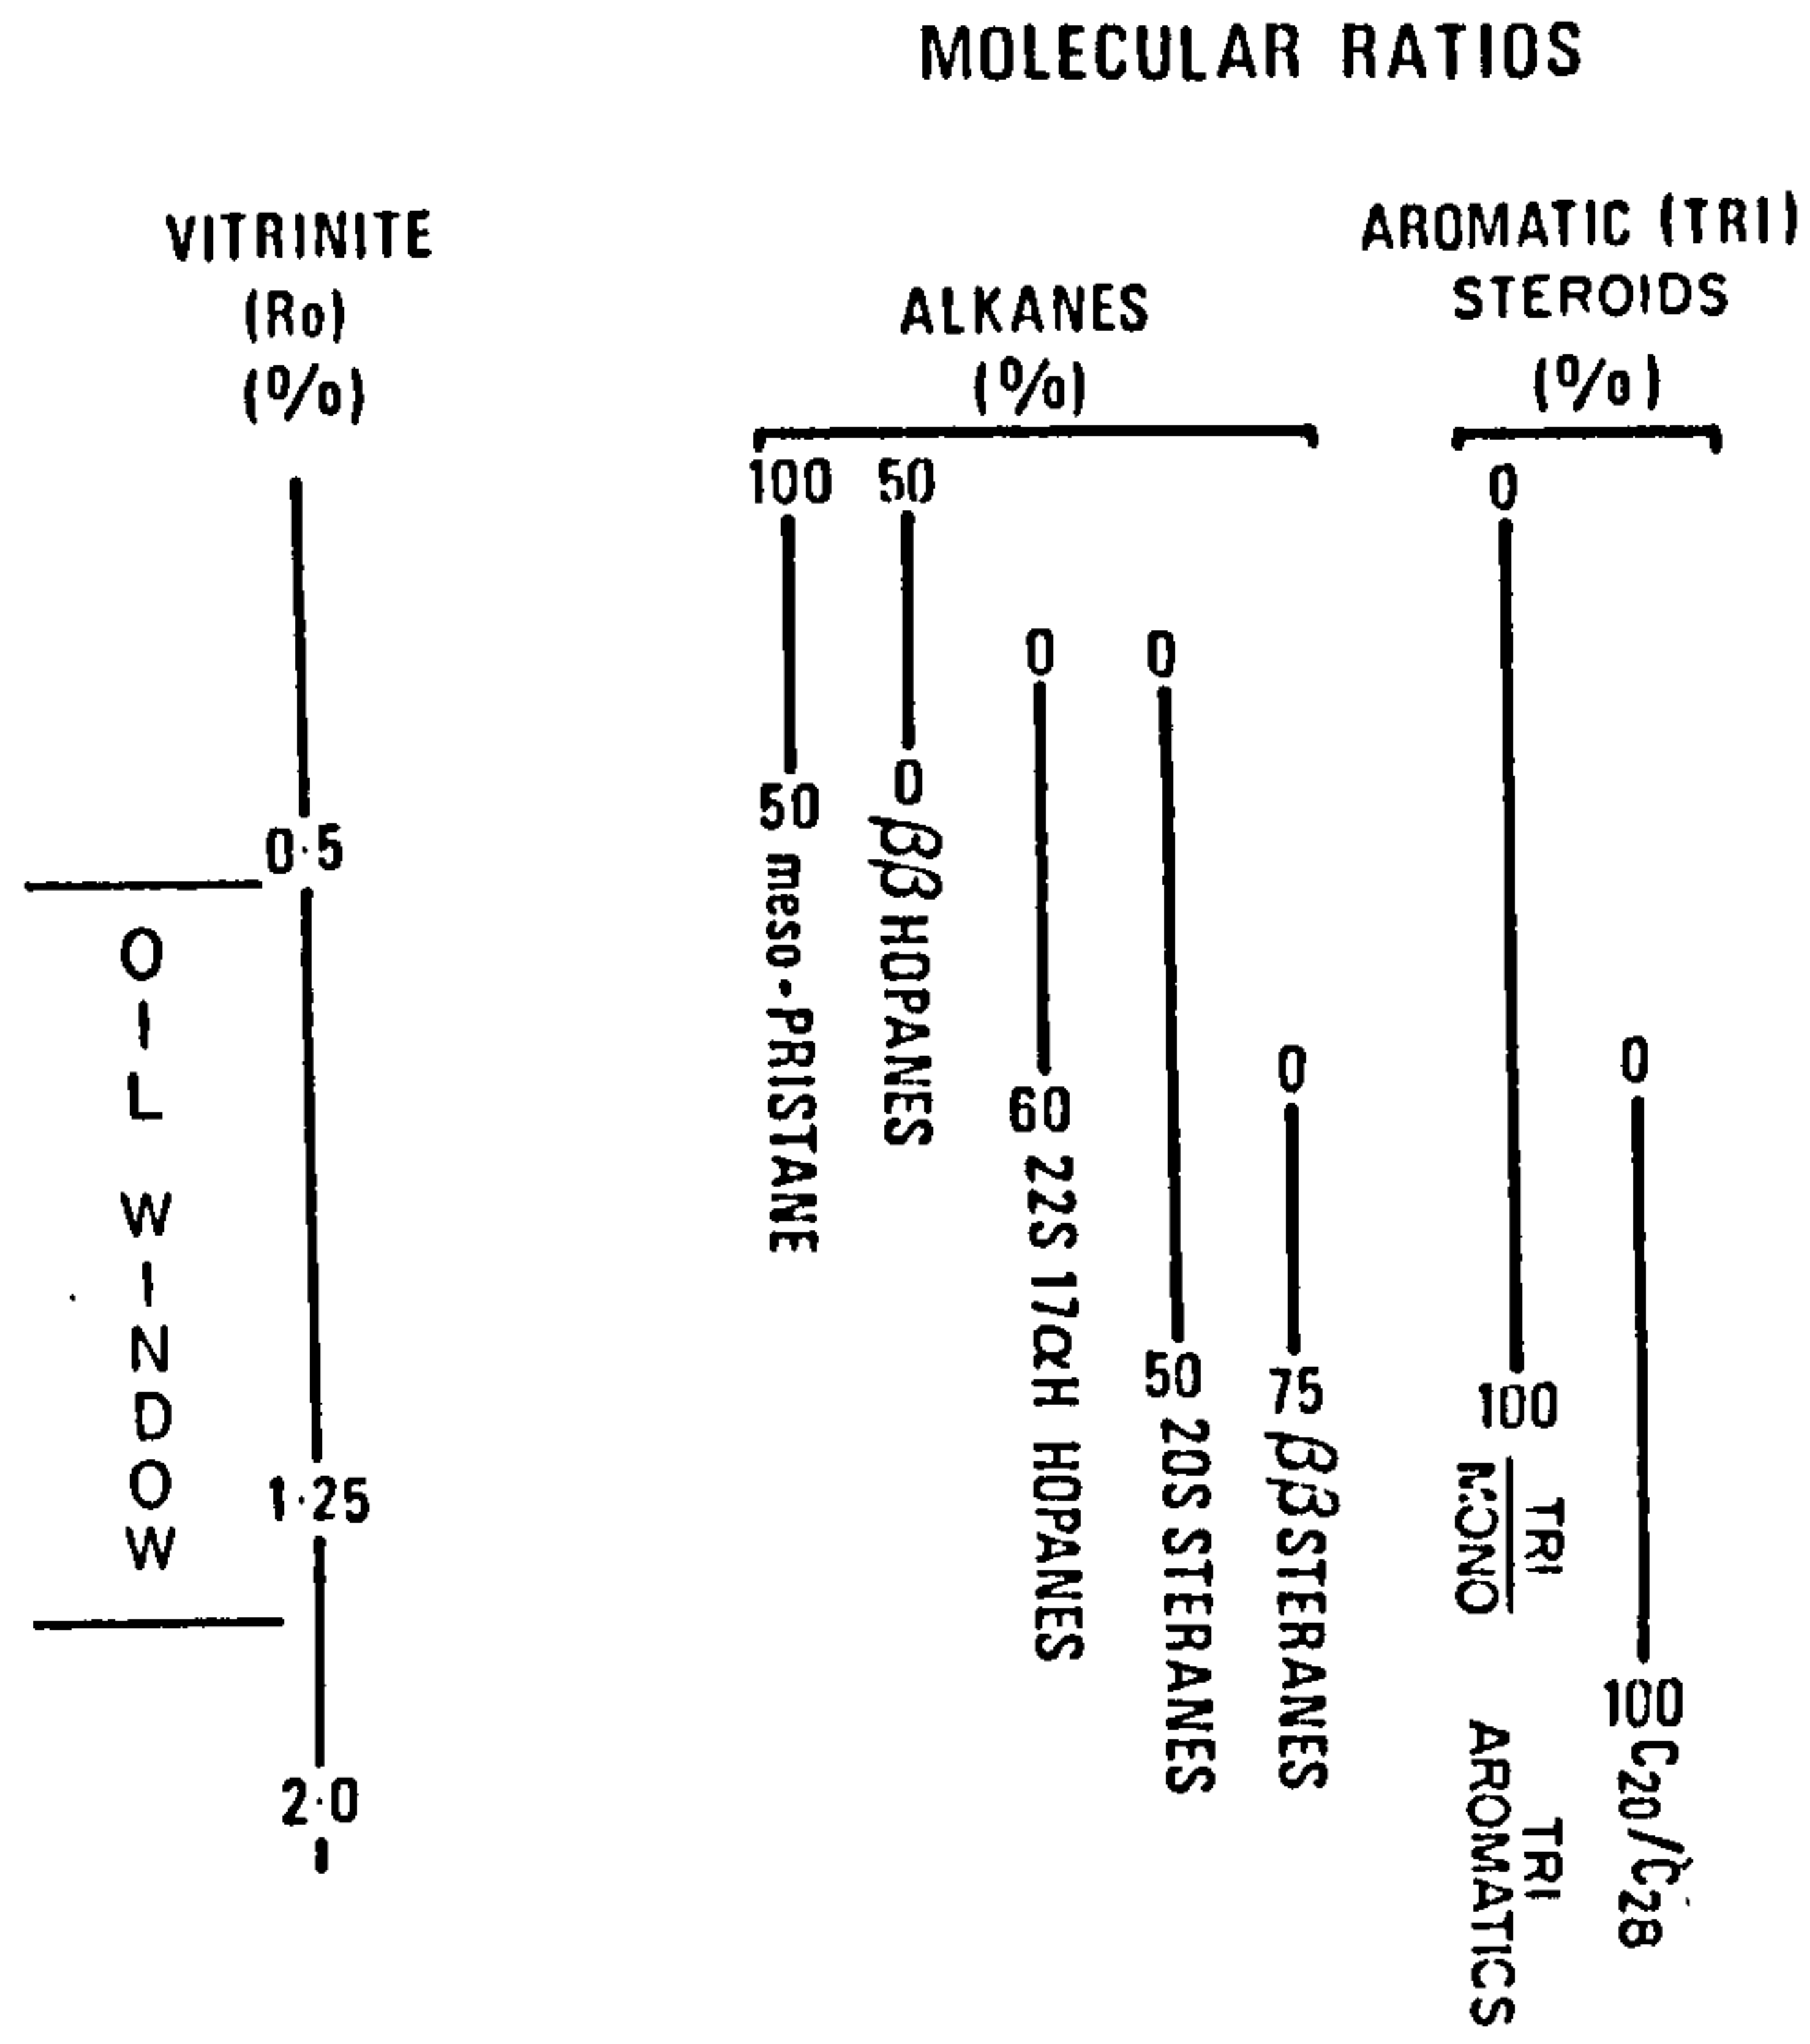 MOLECULAR RATIOS
VITRINITE
(Ro)
(%)
ALKANES
(%)
AROMATIC (TRI)
STEROIDS
(%)
0·5
1·25
2·0
OIL WINDOW
100
50 meso·PRISTANE
50
0 ββ HOPANES
0
60 22S 17αH HOPANES
0
50 20S STERANES
0
75 ββ STERANES
0
100
TRI
MONO
TRI
AROMATICS
0
100 C20/C28